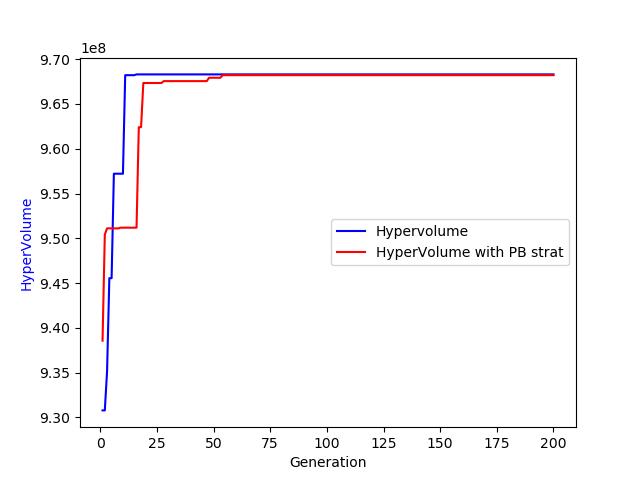 1e8
9.70
9.65
9.60
9.55
9.50
9.45
9.40
9.35
9.30
HyperVolume
Hypervolume
HyperVolume with PB strat
0 25 50 75 100 125 150 175 200
Generation